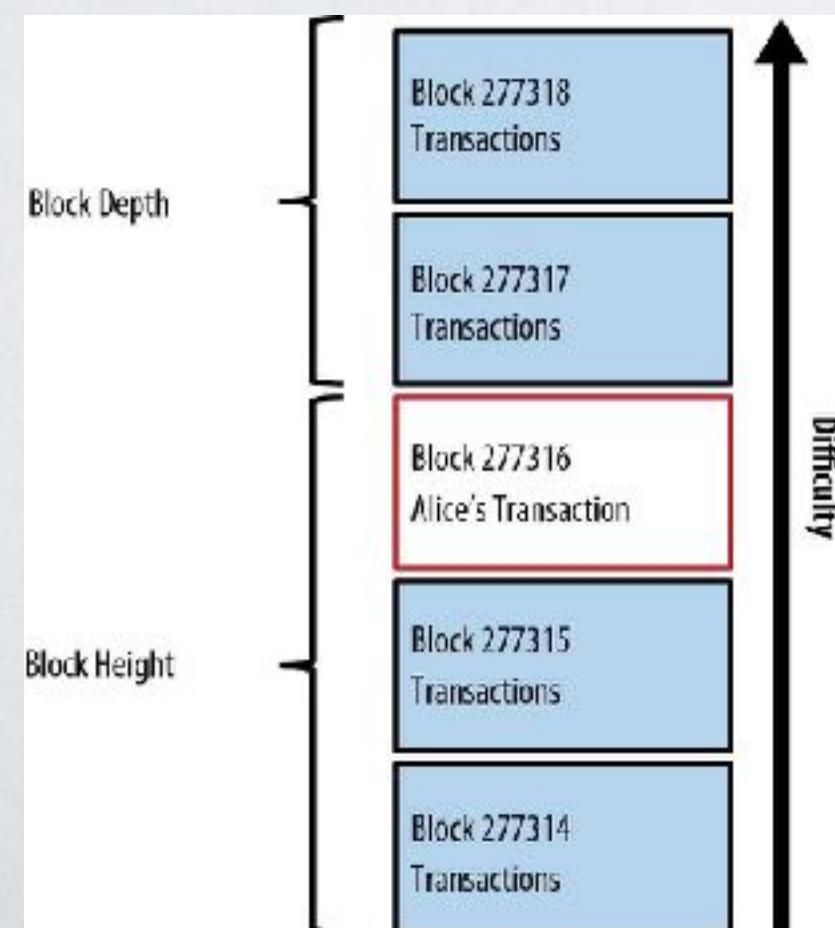 Block Depth
Block 277318
Transactions
Block 277317
Transactions
Block 277316
Alice's Transaction
Block Height
Block 277315
Transactions
Block 277314
Transactions
Difficulty